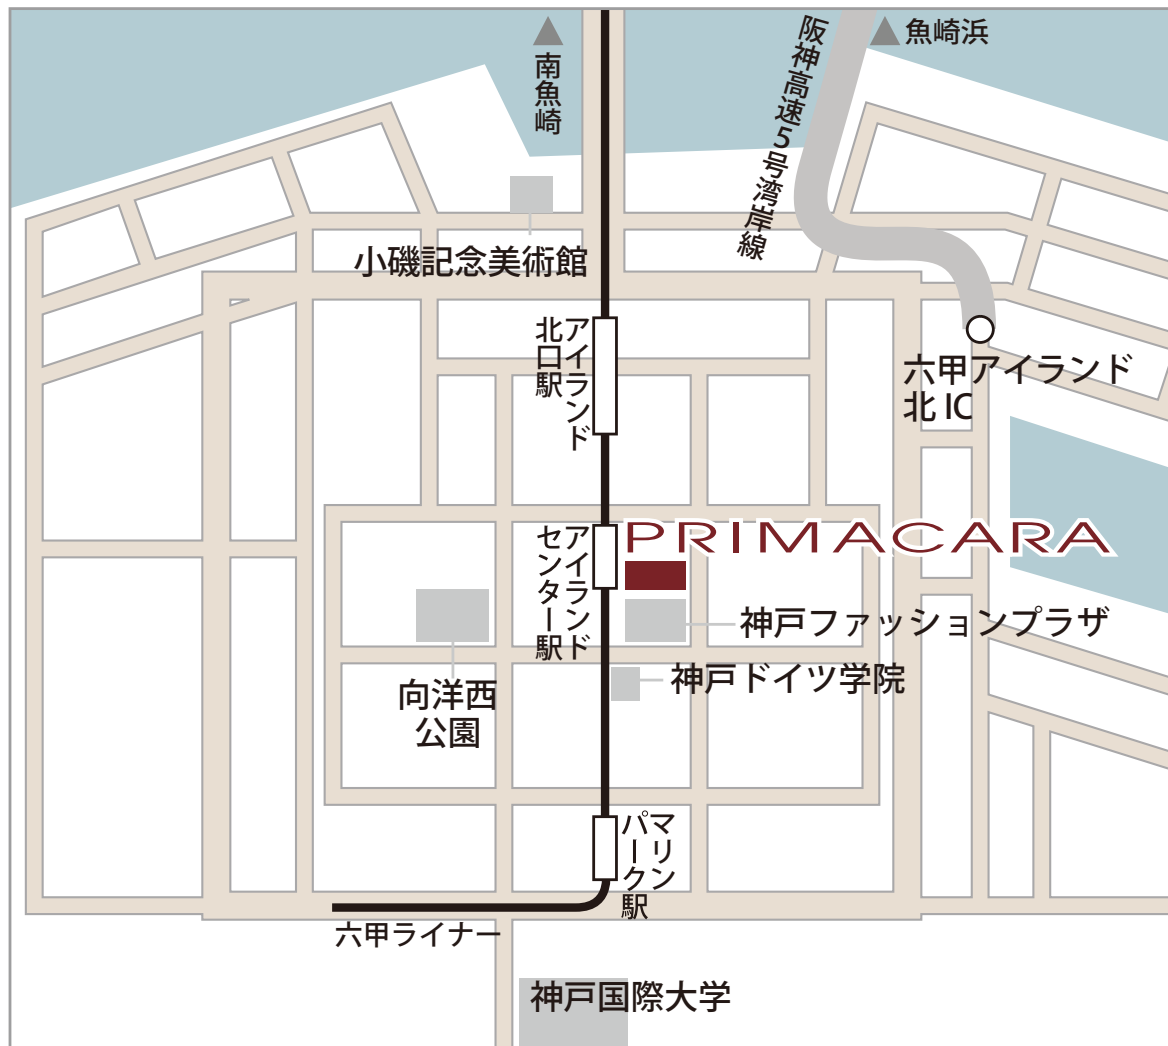 南魚崎
魚崎浜
阪神高速5号湾岸線
小磯記念美術館
アイランド
北口駅
六甲アイランド
北 IC
PRIMACARA
アイランド
センター駅
神戸ファッションプラザ
神戸ドイツ学院
向洋西
公園
マリン
パーク駅
六甲ライナー
神戸国際大学